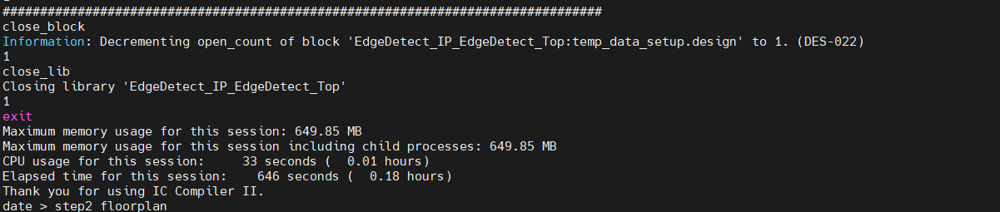 ################################################################################
close_block
Information: Decrementing open_count of block 'EdgeDetect_IP_EdgeDetect_Top:temp_data_setup.design' to 1. (DES-022)
1
close_lib
Closing library 'EdgeDetect_IP_EdgeDetect_Top'
1
exit
Maximum memory usage for this session: 649.85 MB
Maximum memory usage for this session including child processes: 649.85 MB
CPU usage for this session:     33 seconds (  0.01 hours)
Elapsed time for this session:    646 seconds (  0.18 hours)
Thank you for using IC Compiler II.
date > step2_floorplan